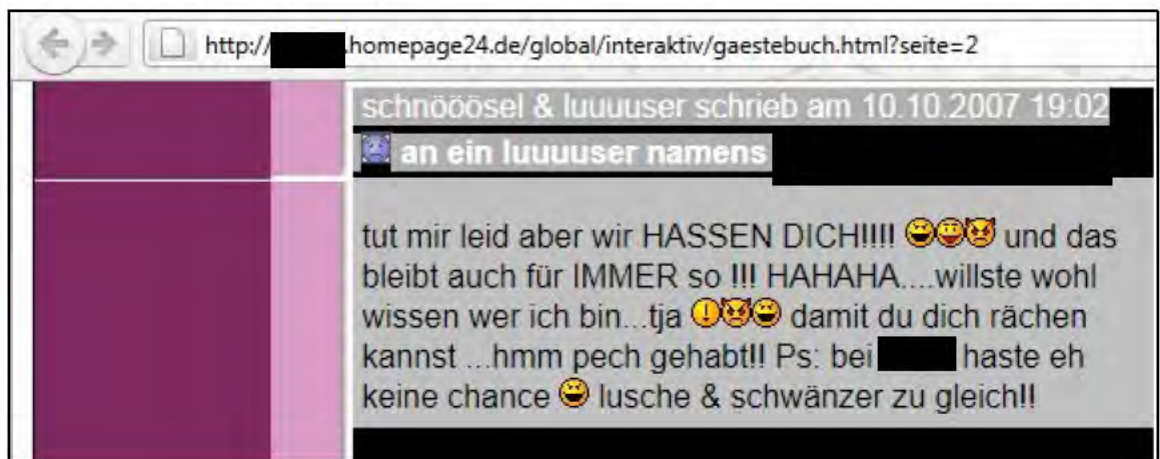 http:// .homepage24.de/global/interaktiv/gaestebuch.html?seite=2
schnööösel & luuuuser schrieb am 10.10.2007 19:02
an ein luuuuser namens
tut mir leid aber wir HASSEN DICH!!!! und das
bleibt auch für IMMER so !!! HAHAHA....willste wohl
wissen wer ich bin...tja damit du dich rächen
kannst ...hmm pech gehabt!! Ps: bei haste eh
keine chance lusche & schwänzer zu gleich!!